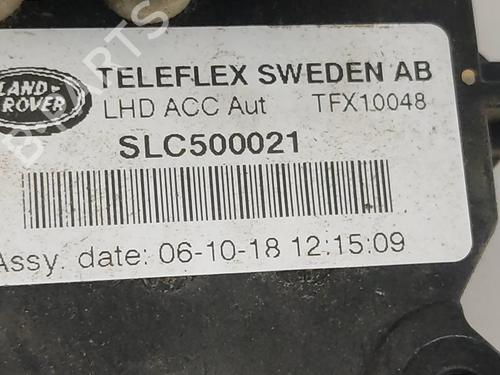 LAND
ROVER
TELEFLEX SWEDEN AB
LHD ACC Aut TFX10048
SLC500021
Assy. date: 06-10-18 12:15:09